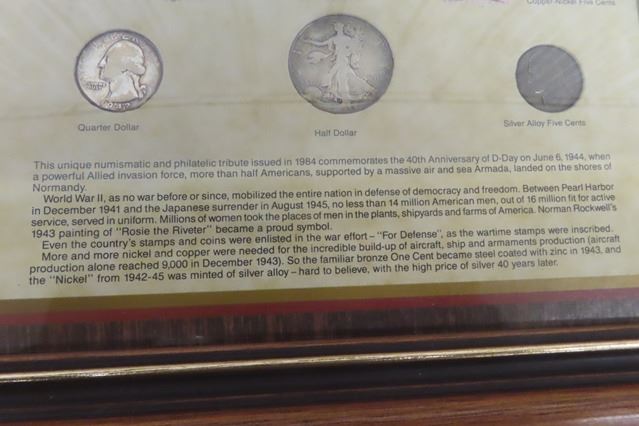 Copper-Nickel Five Cents
Quarter Dollar
Half Dollar
Silver Alloy Five Cents
This unique numismatic and philatelic tribute issued in 1984 commemorates the 40th Anniversary of D-Day on June 6, 1944, when
a powerful Allied invasion force, more than half Americans, supported by a massive air and sea Armada, landed on the shores of
Normandy.
World War II, as no war before or since, mobilized the entire nation in defense of democracy and freedom. Between Pearl Harbor
in December 1941 and the Japanese surrender in August 1945, no less than 14 million American men, out of 16 million fit for active
service, served in uniform. Millions of women took the places of men in the plants, shipyards and farms of America. Norman Rockwell's
1943 painting of "Rosie the Riveter" became a proud symbol.
Even the country's stamps and coins were enlisted in the war effort – "For Defense", as the wartime stamps were inscribed.
More and more nickel and copper were needed for the incredible build-up of aircraft, ship and armaments production (aircraft
production alone reached 9,000 in December 1943). So the familiar bronze One Cent became steel coated with zinc in 1943, and
the "Nickel" from 1942-45 was minted of silver alloy – hard to believe, with the high price of silver 40 years later.